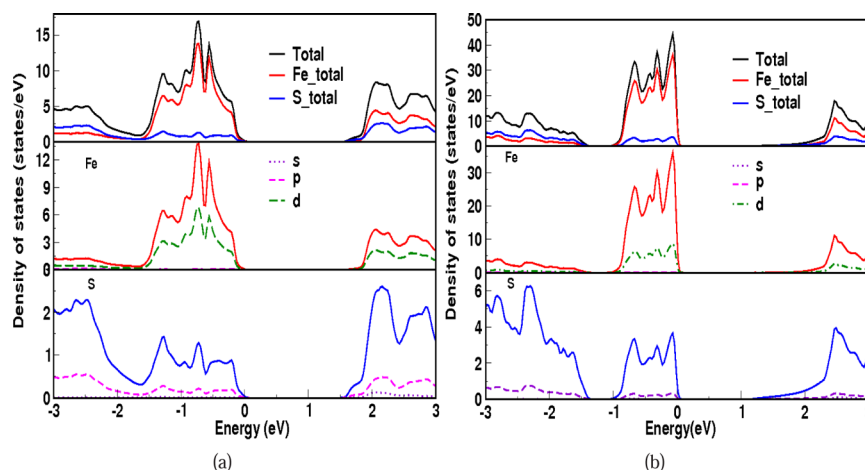 Density of states (states/eV)
15
10
5
0
Total
Fe_total
S_total
12
9
6
3
0
Fe
s
p
d
4
2
0
S
-3 -2 -1 0 1 2 3
Energy (eV)
(a)
Density of states (states/eV)
50
40
30
20
10
0
Total
Fe_total
S_total
30
20
10
0
Fe
s
p
d
6
4
2
0
S
-3 -2 -1 0 1 2 3
Energy(eV)
(b)